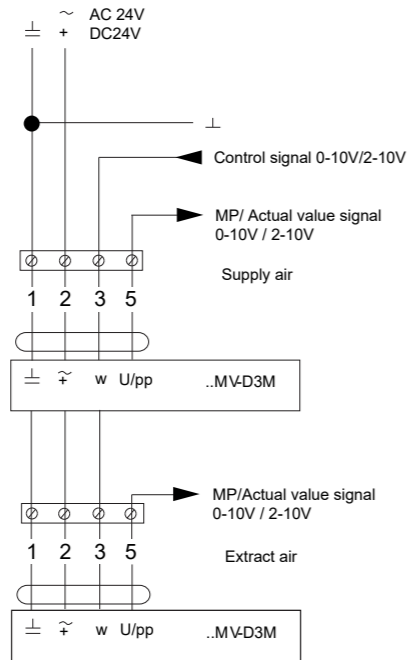 ~ AC 24V
⊥ + DC24V
⊥
Control signal 0-10V/2-10V
MP/ Actual value signal
0-10V / 2-10V
Supply air
1 2 3 5
⊥ ~ + w U/pp ..MV-D3M
MP/Actual value signal
0-10V / 2-10V
1 2 3 5
Extract air
⊥ ~ + w U/pp ..MV-D3M